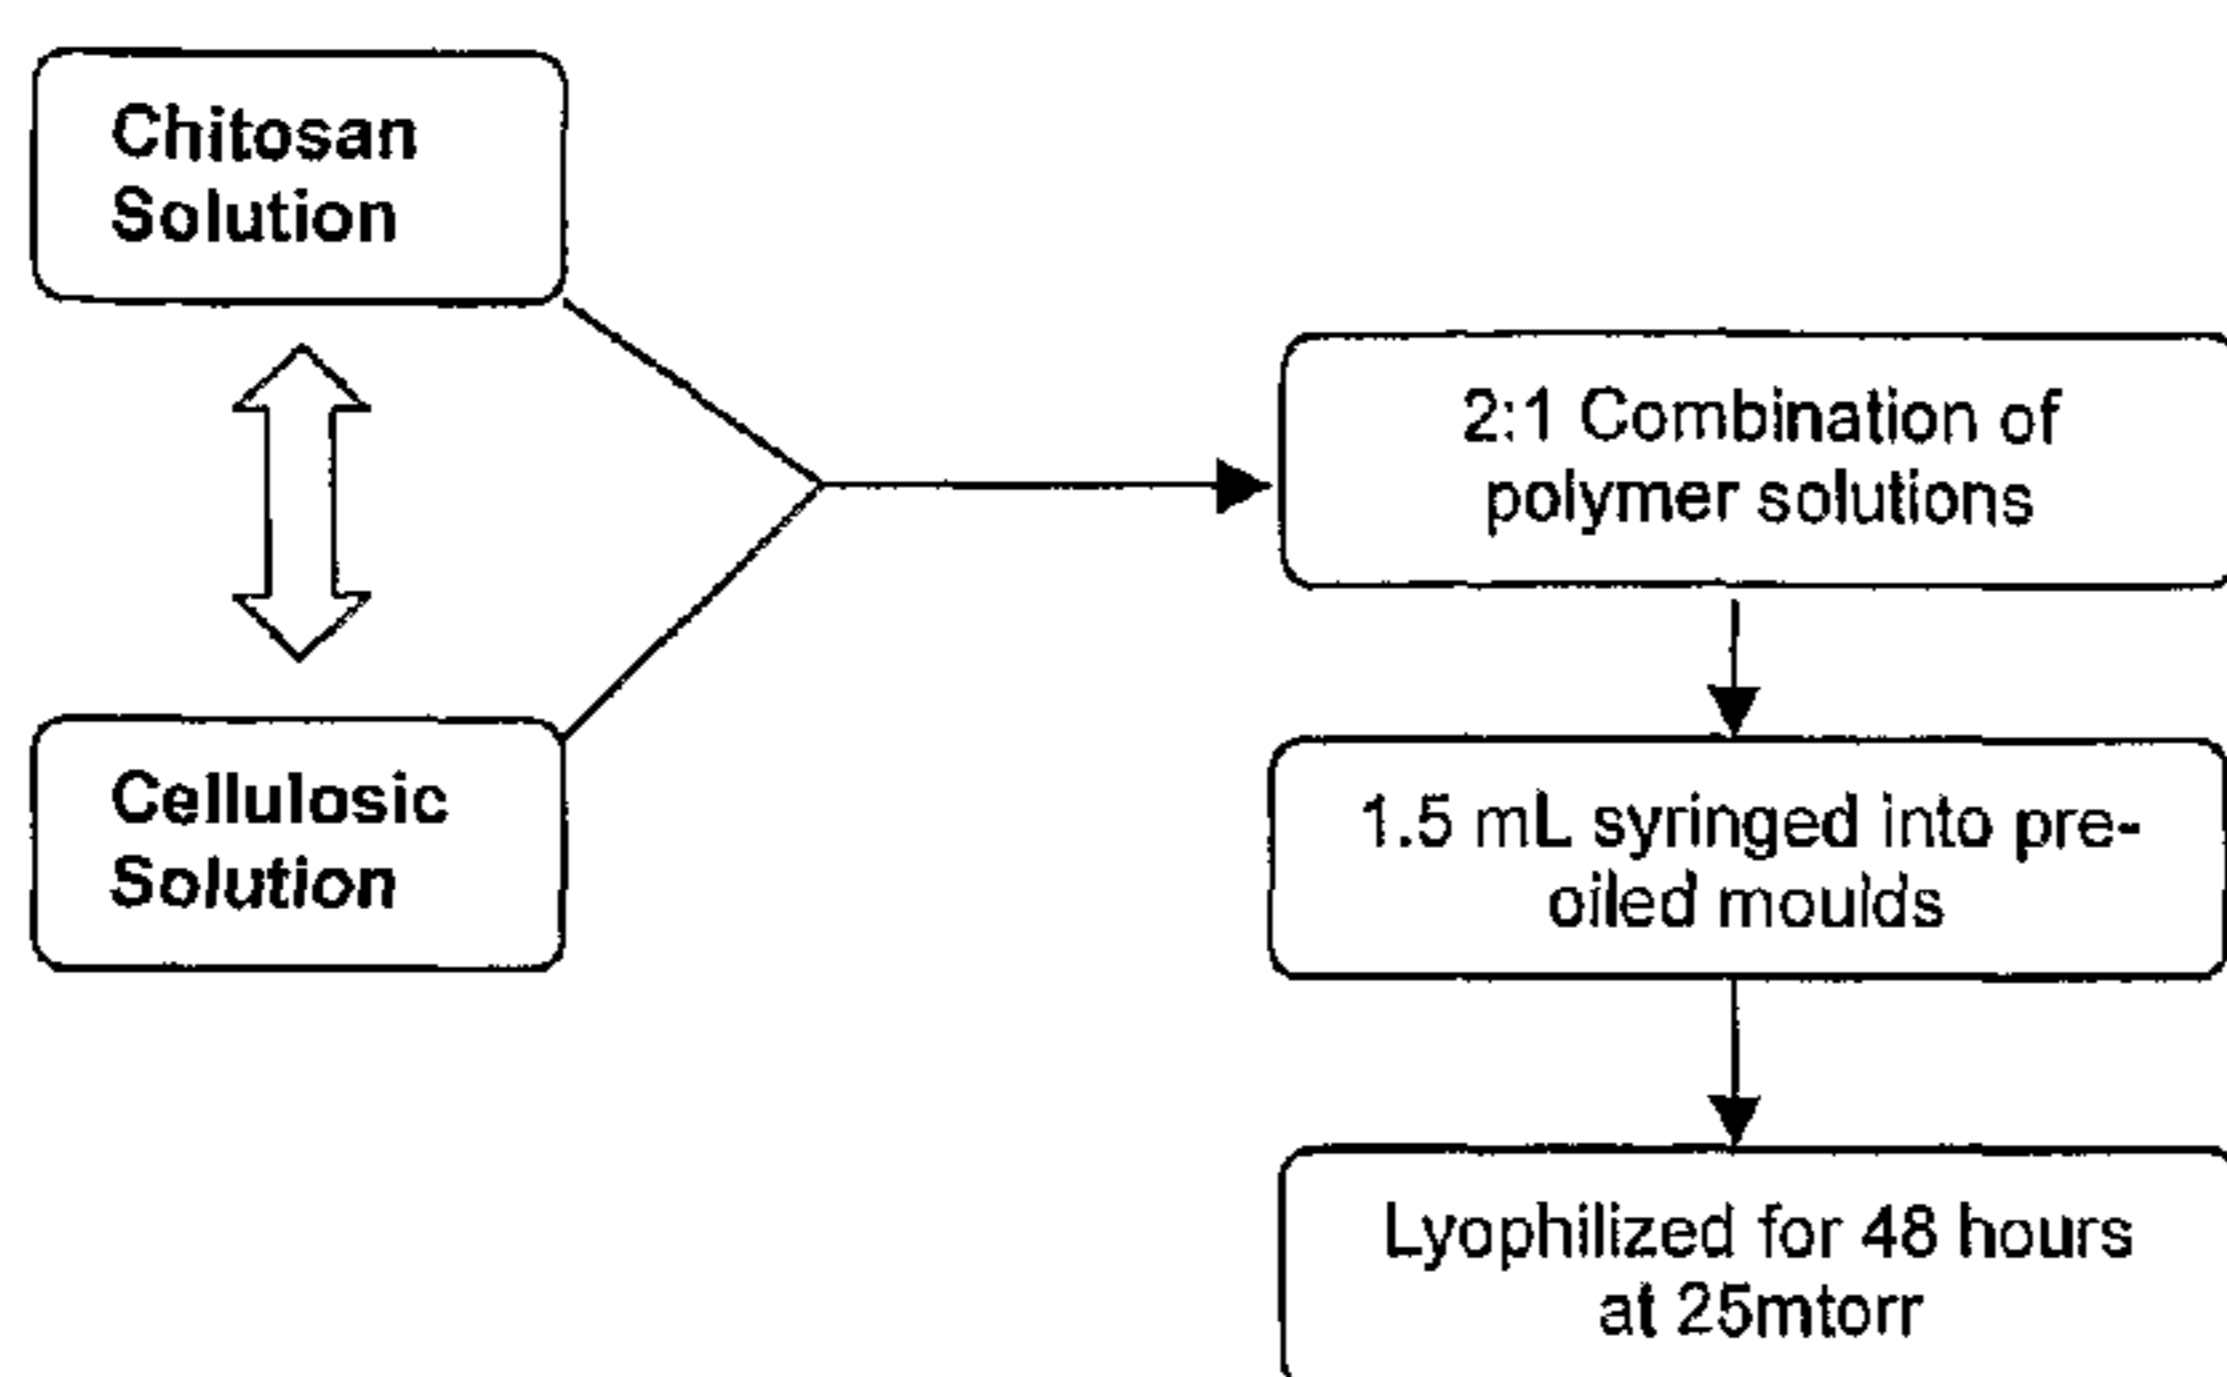 Chitosan
Solution
Cellulosic
Solution
2:1 Combination of
polymer solutions
1.5 mL syringed into pre-
oiled moulds
Lyophilized for 48 hours
at 25mtorr